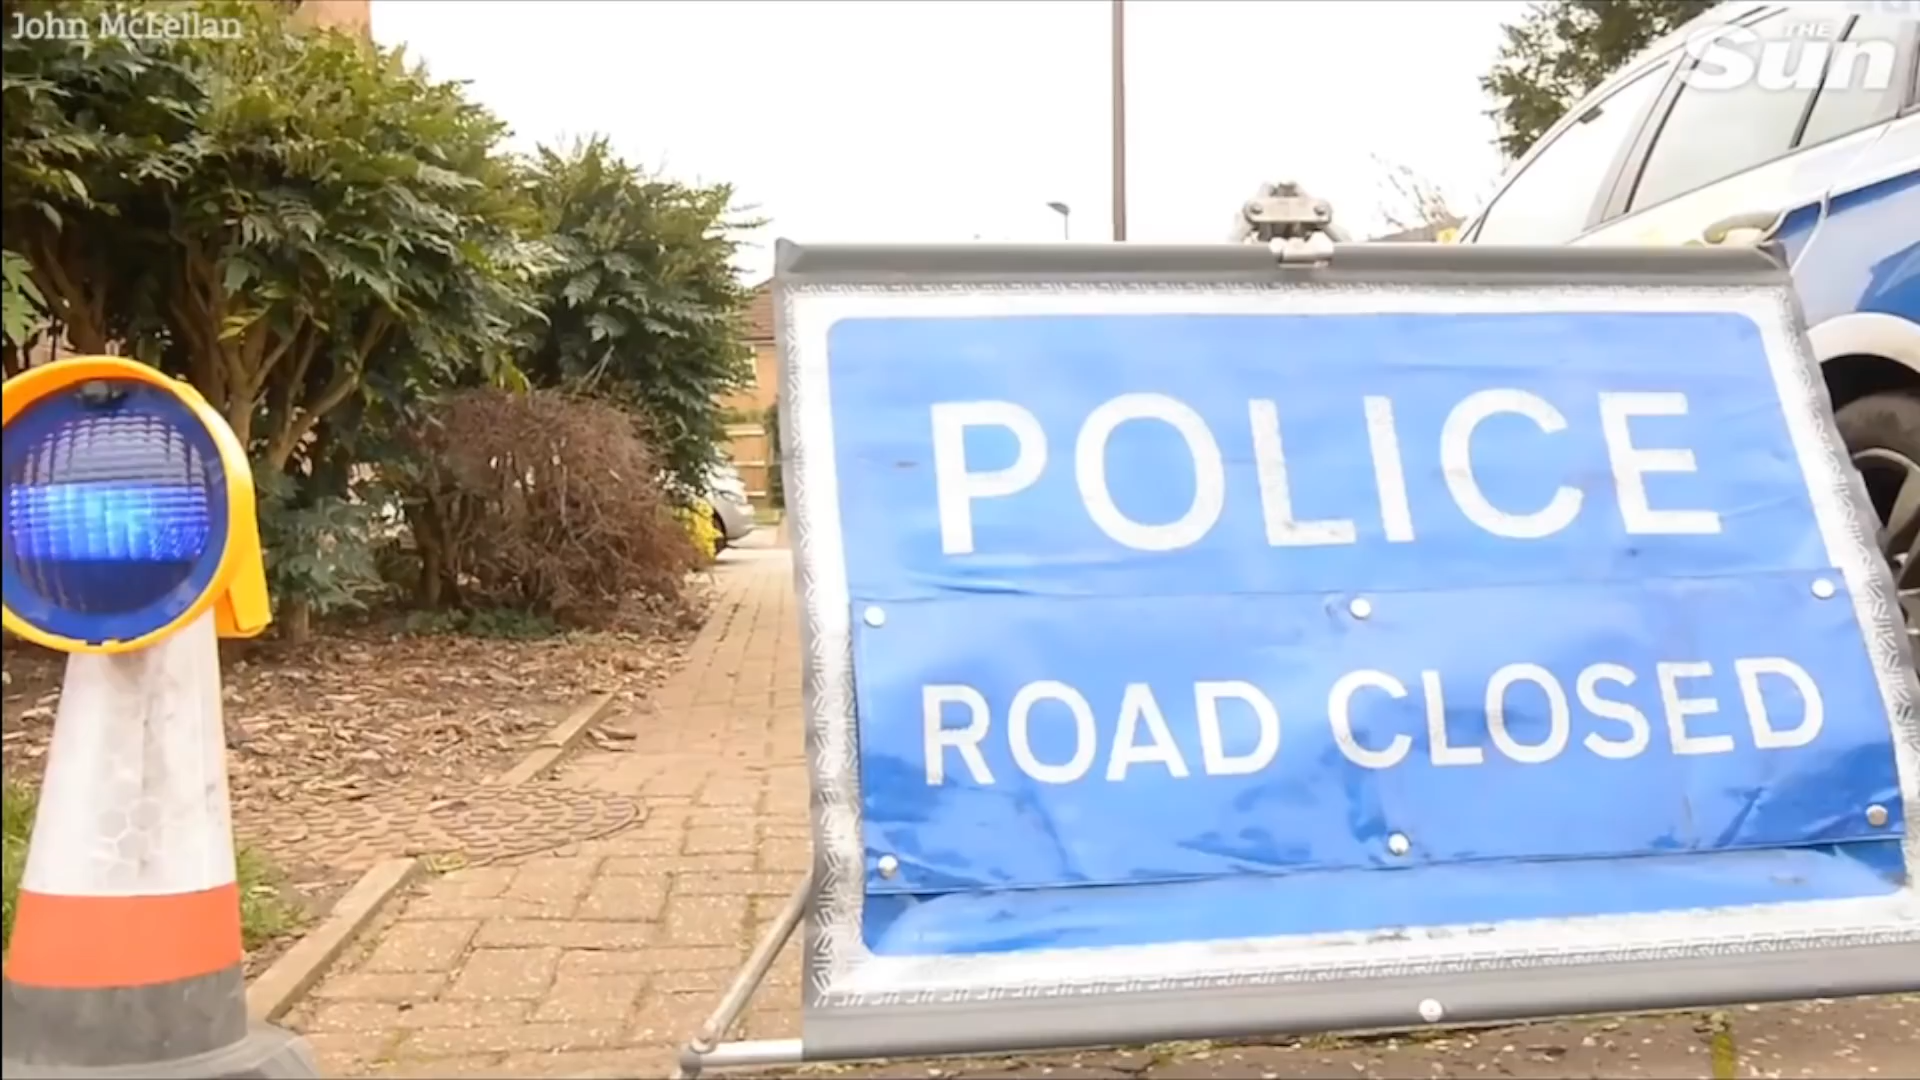 John McLellan
THE
Sun
POLICE
ROAD CLOSED